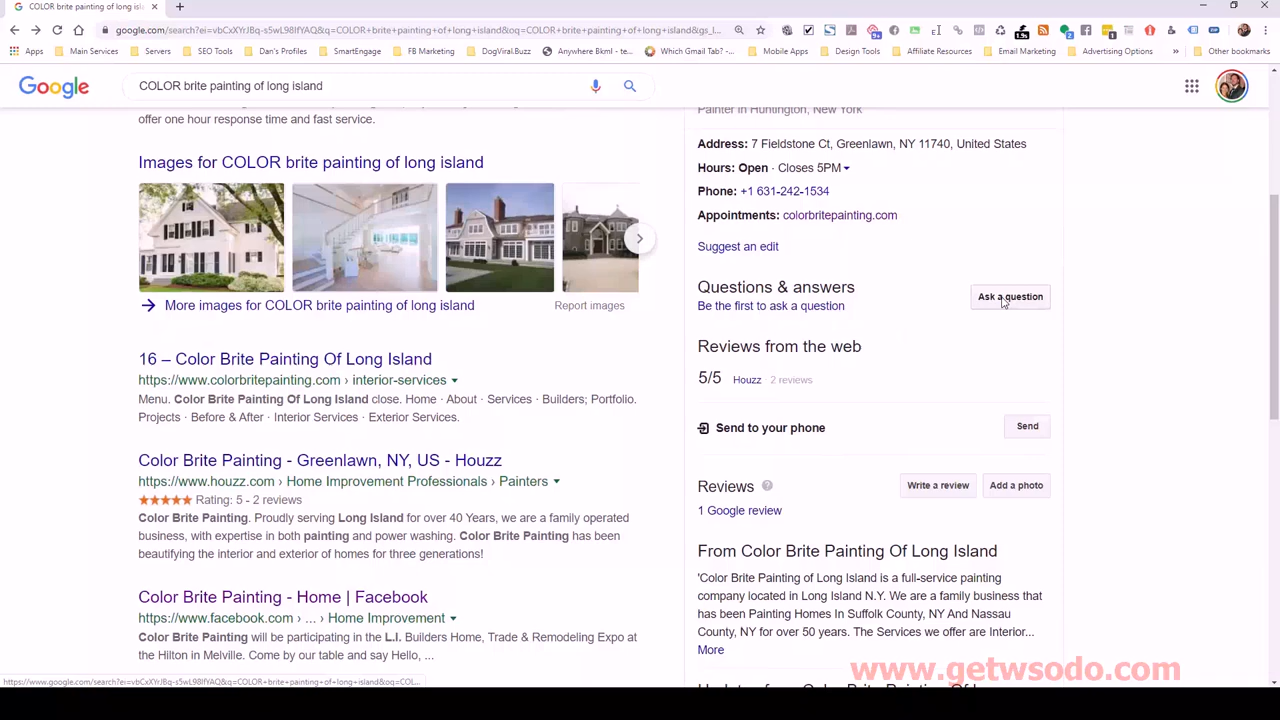 COLOR brite painting of long isl
google.com/search?ei=vbCxXYrJBq-s5wL98IfYAQ&q=COLOR+brite+painting+of+long+island&oq=COLOR+brite+painting+of+long+island&gs_l
Apps Main Services Servers SEO Tools Dan's Profiles SmartEngage FB Marketing DogViral.Buzz Anywhere Bkml - te... Which Gmail Tab? -... Mobile Apps Design Tools Affiliate Resources Email Marketing Advertising Options » Other bookmarks
Google
COLOR brite painting of long island
offer one hour response time and fast service.
Images for COLOR brite painting of long island
More images for COLOR brite painting of long island
Report images
16 – Color Brite Painting Of Long Island
https://www.colorbritepainting.com › interior-services
Menu. Color Brite Painting Of Long Island close. Home · About · Services · Builders; Portfolio.
Projects · Before & After · Interior Services · Exterior Services.
Color Brite Painting - Greenlawn, NY, US - Houzz
https://www.houzz.com › Home Improvement Professionals › Painters
Rating: 5 - 2 reviews
Color Brite Painting. Proudly serving Long Island for over 40 Years, we are a family operated
business, with expertise in both painting and power washing. Color Brite Painting has been
beautifying the interior and exterior of homes for three generations!
Color Brite Painting - Home | Facebook
https://www.facebook.com › ... › Home Improvement
Color Brite Painting will be participating in the L.I. Builders Home, Trade & Remodeling Expo at
the Hilton in Melville. Come by our table and say Hello, ...
https://www.google.com/search?ei=vbCxXYrJBq-s5wL98IfYAQ&q=COLOR+brite+painting+of+long+island&oq=COL...
Painter in Huntington, New York
Address: 7 Fieldstone Ct, Greenlawn, NY 11740, United States
Hours: Open · Closes 5PM
Phone: +1 631-242-1534
Appointments: colorbritepainting.com
Suggest an edit
Questions & answers
Be the first to ask a question
Ask a question
Reviews from the web
5/5 Houzz · 2 reviews
Send to your phone
Send
Reviews
Write a review
Add a photo
1 Google review
From Color Brite Painting Of Long Island
'Color Brite Painting of Long Island is a full-service painting
company located in Long Island N.Y. We are a family business that
has been Painting Homes In Suffolk County, NY And Nassau
County, NY for over 50 years. The Services we offer are Interior...
More
www.getwsodo.com